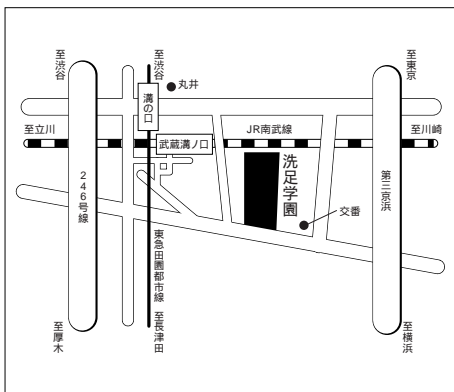 至渋谷
至渋谷
丸井
至東京
溝の口
至立川
武蔵溝ノ口
JR南武線
至川崎
246号線
洗足学園
第三京浜
交番
東急田園都市線
至厚木
至長津田
至横浜